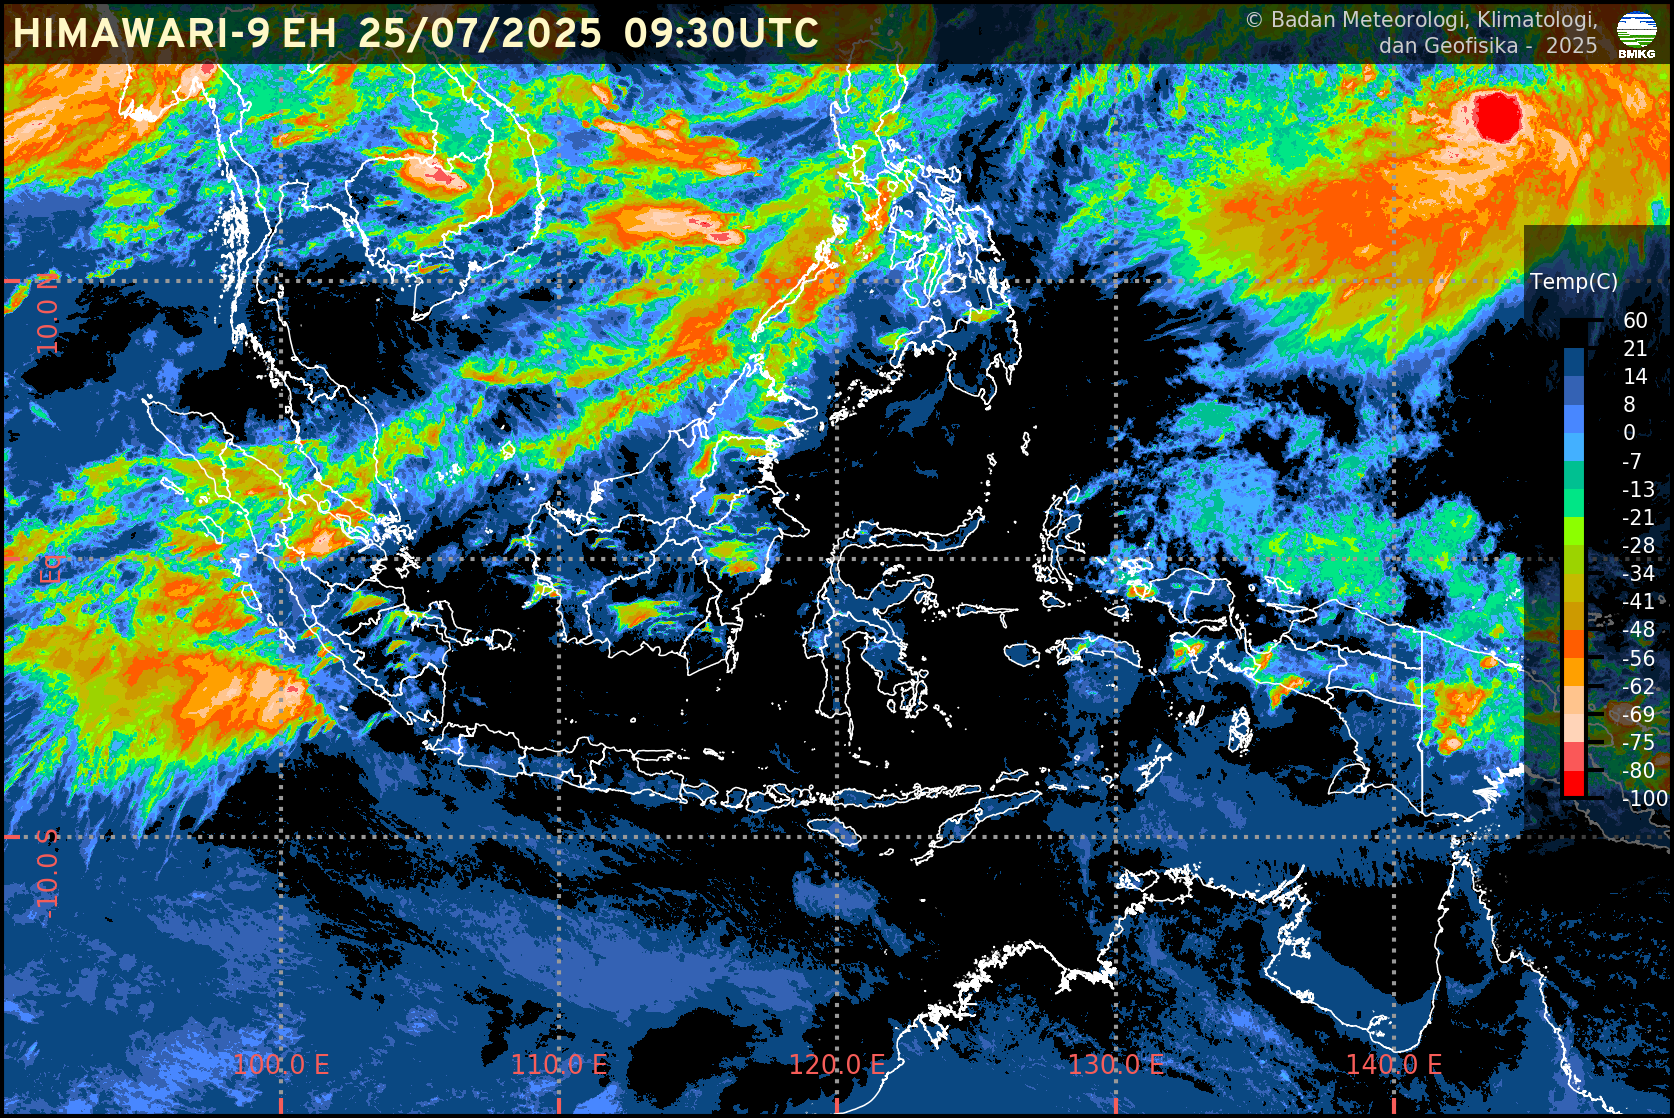 HIMAWARI-9 EH 25/07/2025 09:30UTC
© Badan Meteorologi, Klimatologi,
dan Geofisika - 2025
BMKG
Temp(C)
60
21
14
8
0
-7
-13
-21
-28
-34
-41
-48
-56
-62
-69
-75
-80
-100
10.0 N
Eq
-10.0 S
100.0 E
110.0 E
120.0 E
130.0 E
140.0 E